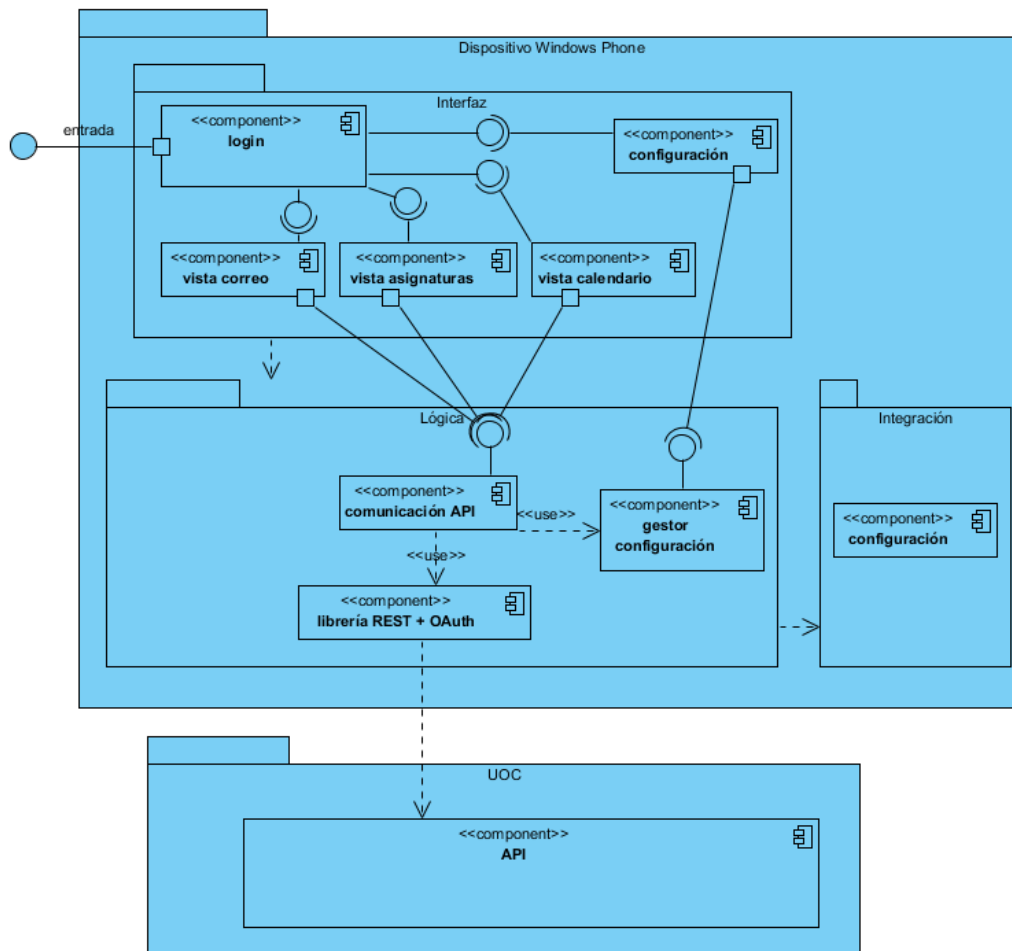 Dispositivo Windows Phone
Interfaz
entrada
<<component>>
login
<<component>>
configuración
<<component>>
vista correo
<<component>>
vista asignaturas
<<component>>
vista calendario
Lógica
Integración
<<component>>
comunicación API
<<use>>
<<component>>
gestor
configuración
<<component>>
configuración
<<use>>
<<component>>
librería REST + OAuth
UOC
<<component>>
API